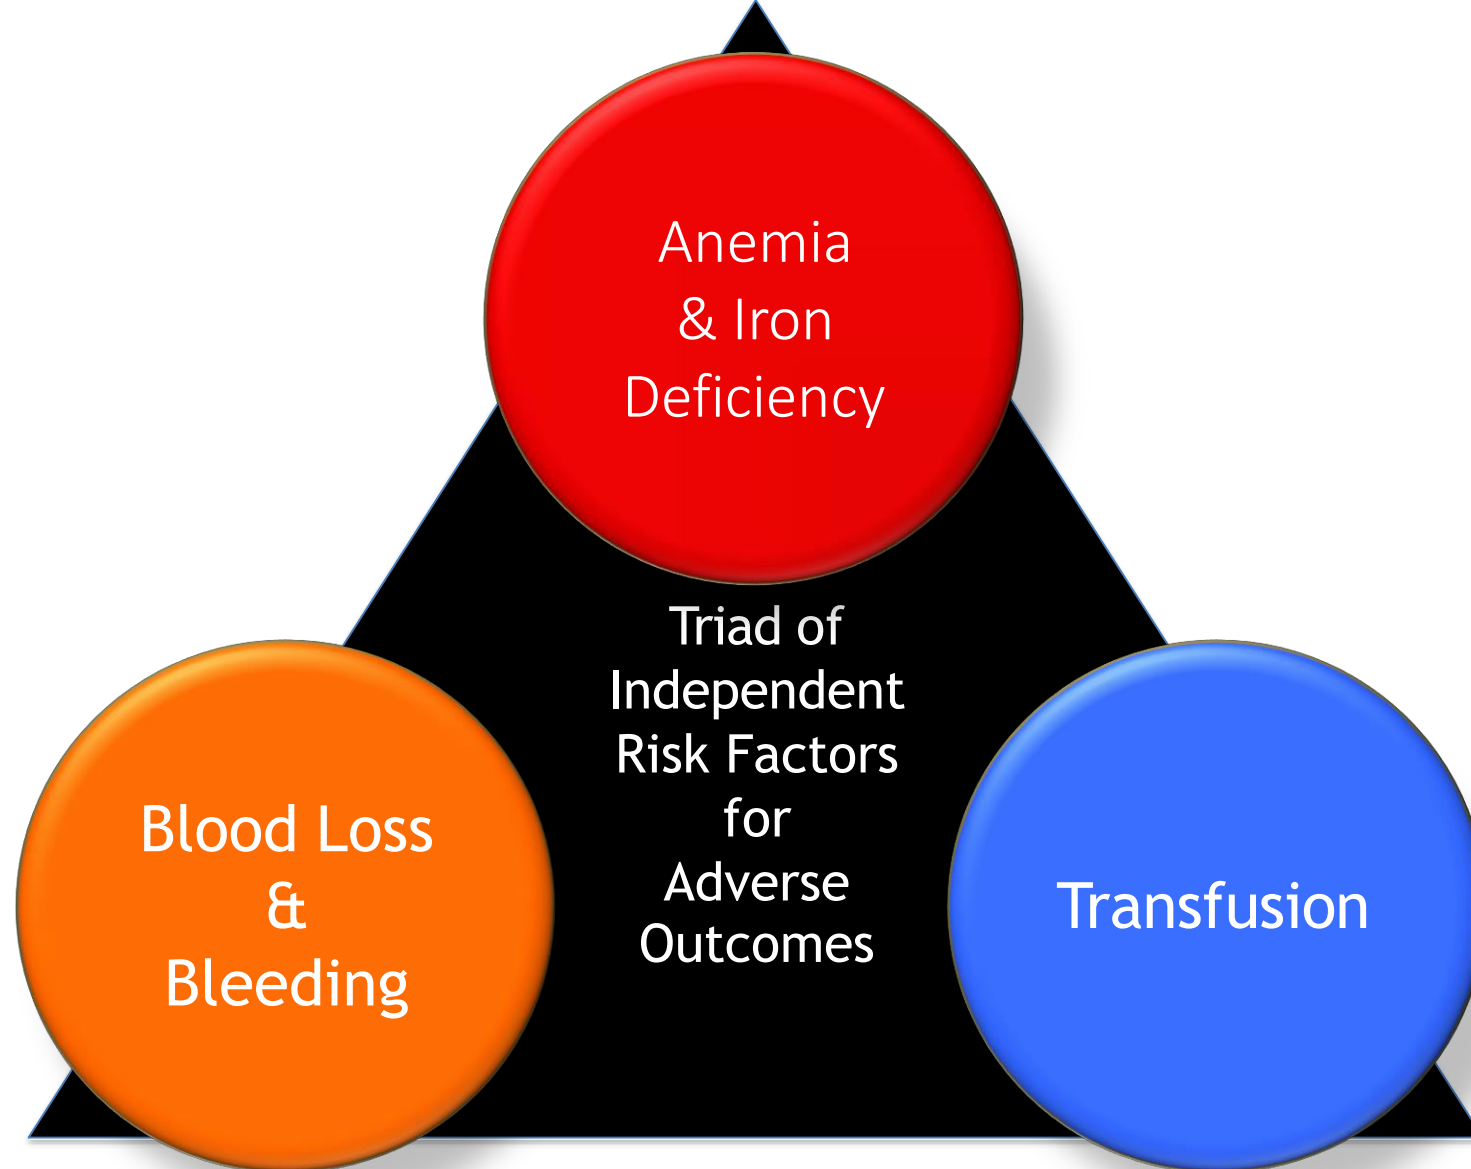 Anemia
& Iron
Deficiency
Triad of
Independent
Risk Factors
for
Adverse
Outcomes
Blood Loss
&
Bleeding
Transfusion